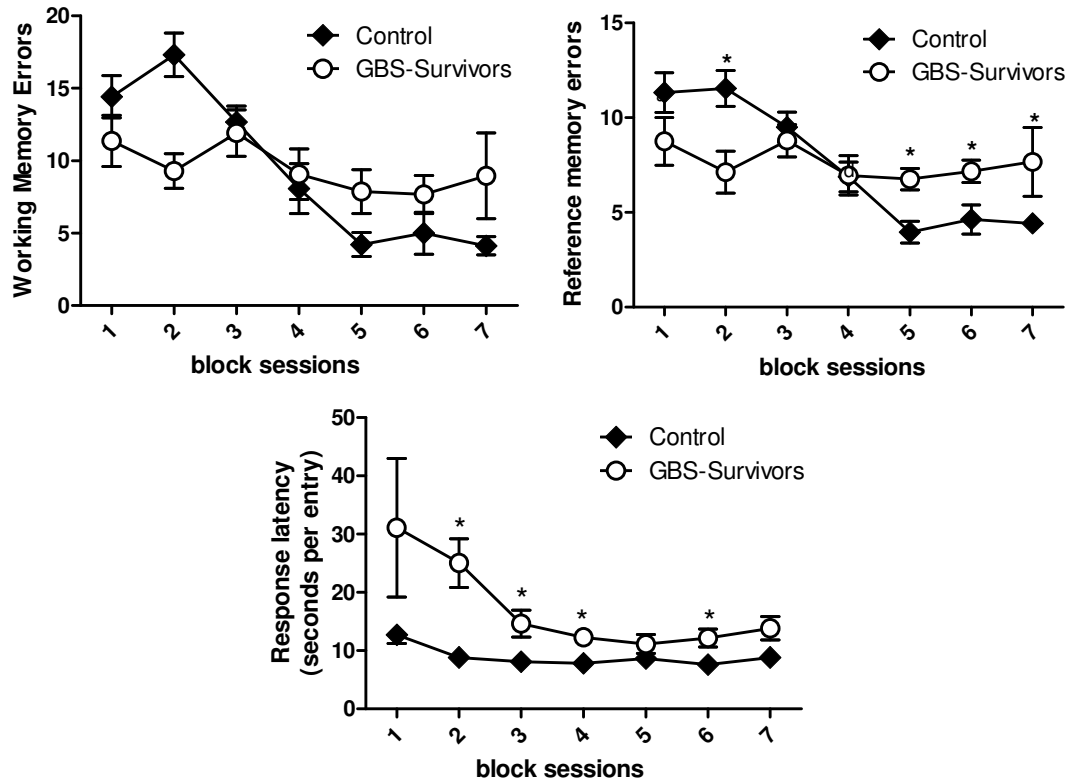 Working Memory Errors
20
15
10
5
0
Control
GBS-Survivors
1 2 3 4 5 6 7
block sessions
Reference memory errors
15
10
5
0
Control
GBS-Survivors
* * * *
1 2 3 4 5 6 7
block sessions
Response latency
(seconds per entry)
50
40
30
20
10
0
Control
GBS-Survivors
* * * *
1 2 3 4 5 6 7
block sessions